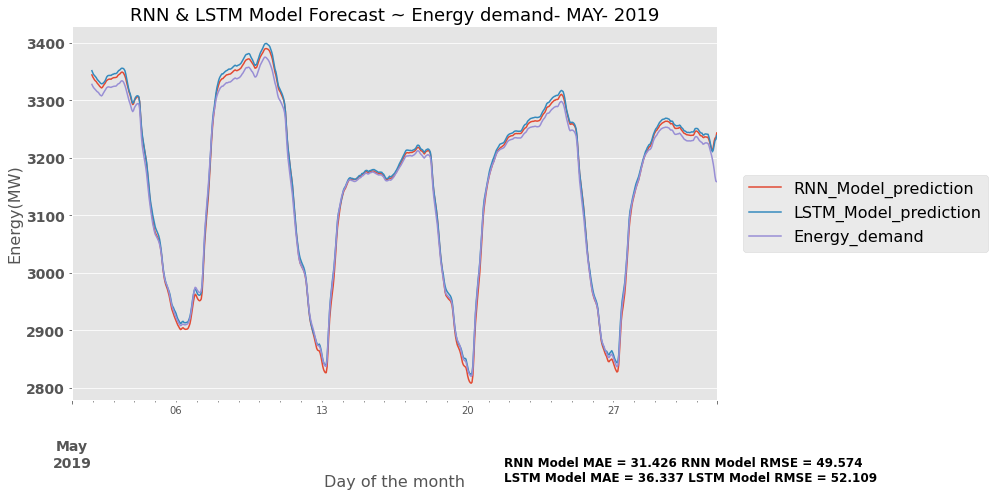 RNN & LSTM Model Forecast ~ Energy demand- MAY- 2019
3400
3300
3200
3100
3000
2900
2800
Energy(MW)
RNN_Model_prediction
LSTM_Model_prediction
Energy_demand
06 13 20 27
May
2019
Day of the month
RNN Model MAE = 31.426 RNN Model RMSE = 49.574
LSTM Model MAE = 36.337 LSTM Model RMSE = 52.109